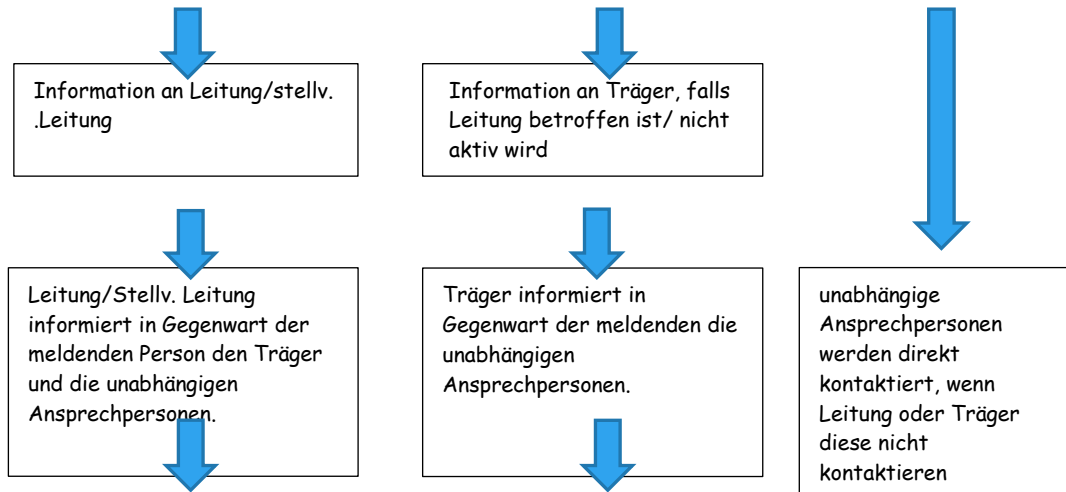 Information an Leitung/stellv.
.Leitung
Information an Träger, falls
Leitung betroffen ist/ nicht
aktiv wird
Leitung/Stellv. Leitung
informiert in Gegenwart der
meldenden Person den Träger
und die unabhängigen
Ansprechpersonen.
Träger informiert in
Gegenwart der meldenden die
unabhängigen
Ansprechpersonen.
unabhängige
Ansprechpersonen
werden direkt
kontaktiert, wenn
Leitung oder Träger
diese nicht
kontaktieren